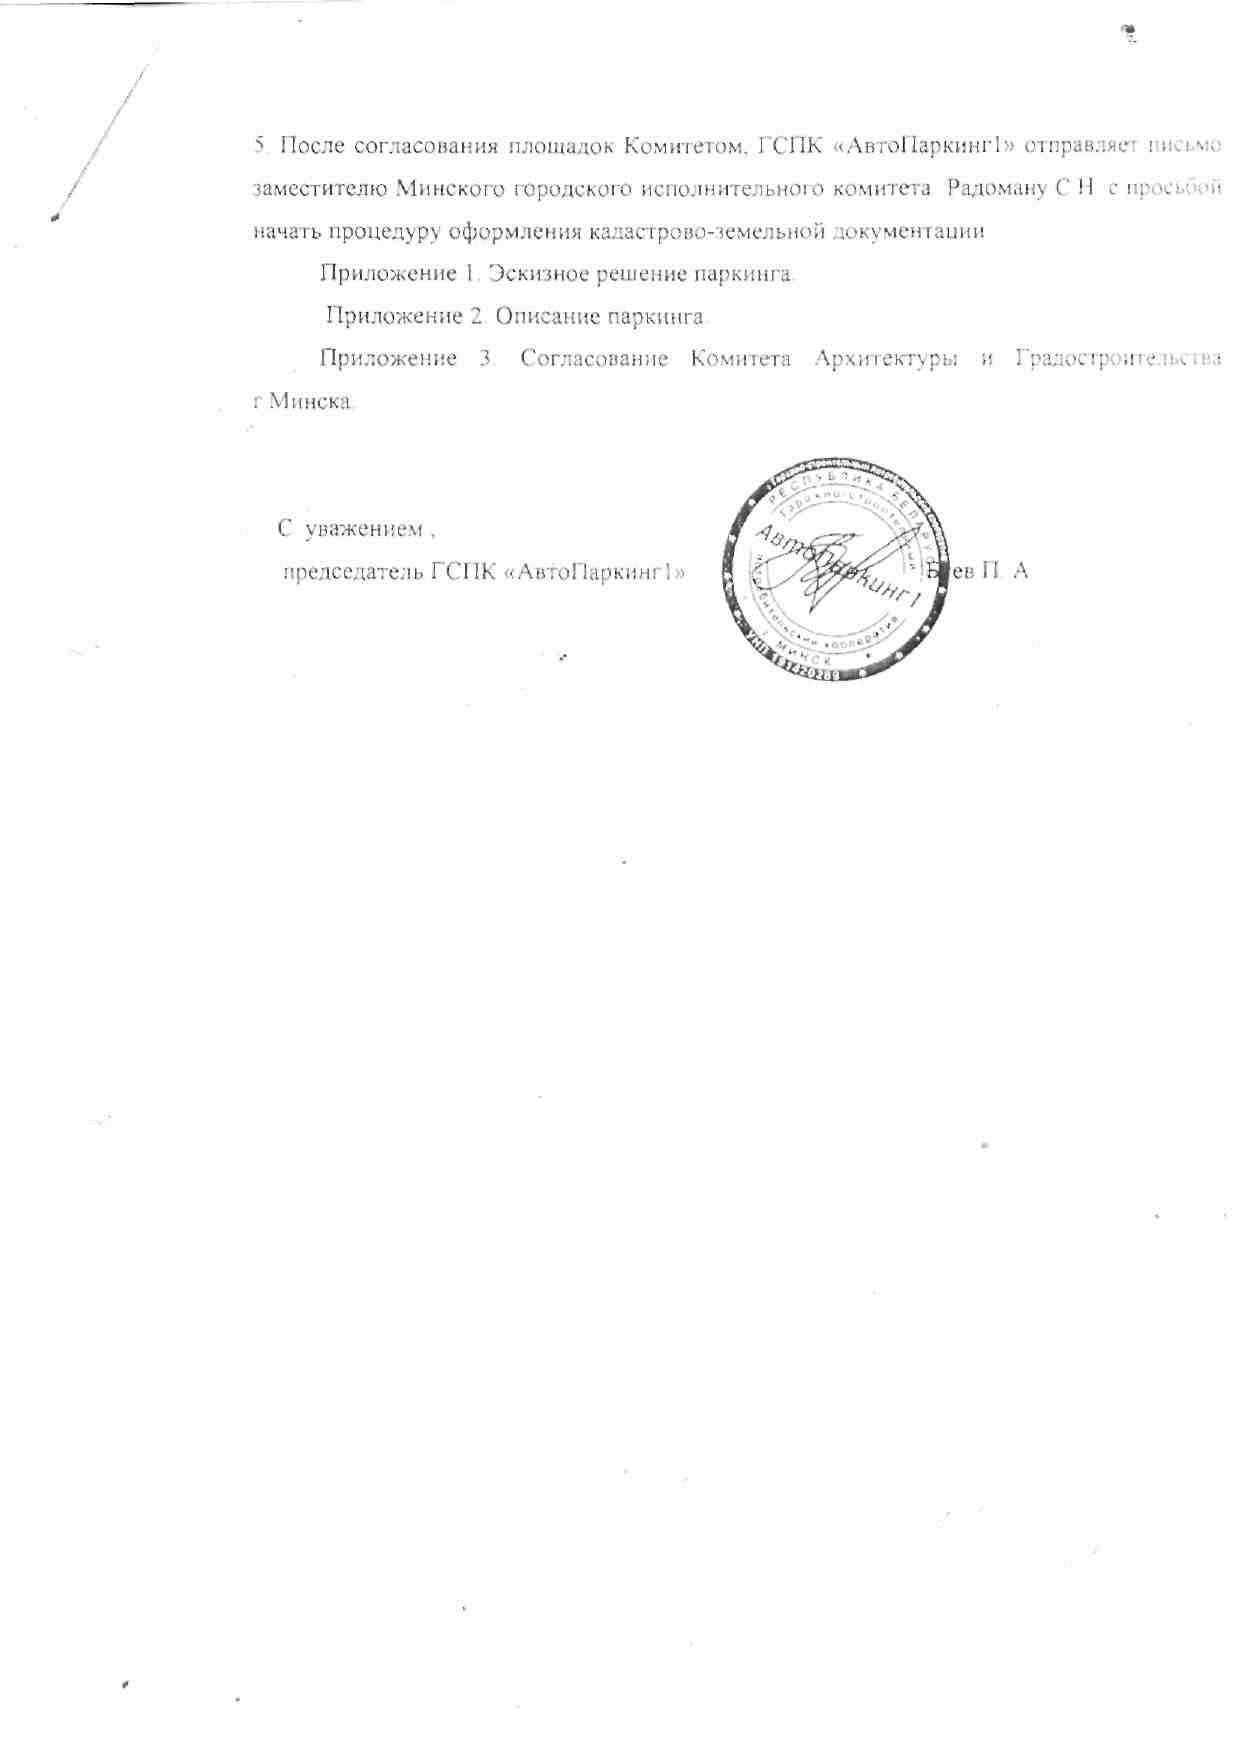 5. После согласования площадок Комитетом, ГСПК «АвтоПаркинг1» отправляет письмо
заместителю Минского городского исполнительного комитета Радоману С Н с просьбой
начать процедуру оформления кадастрово-земельной документации
Приложение 1. Эскизное решение паркинга.
Приложение 2. Описание паркинга.
Приложение 3. Согласование Комитета Архитектуры и Градостроительства
г Минска.
С уважением ,
председатель ГСПК «АвтоПаркинг1»
П. А
РЕСПУБЛИКА БЕЛАРУСЬ
Гаражно-строительный
АвтоПаркинг1
потребительский кооператив
г. МИНСК
УНП 191420289